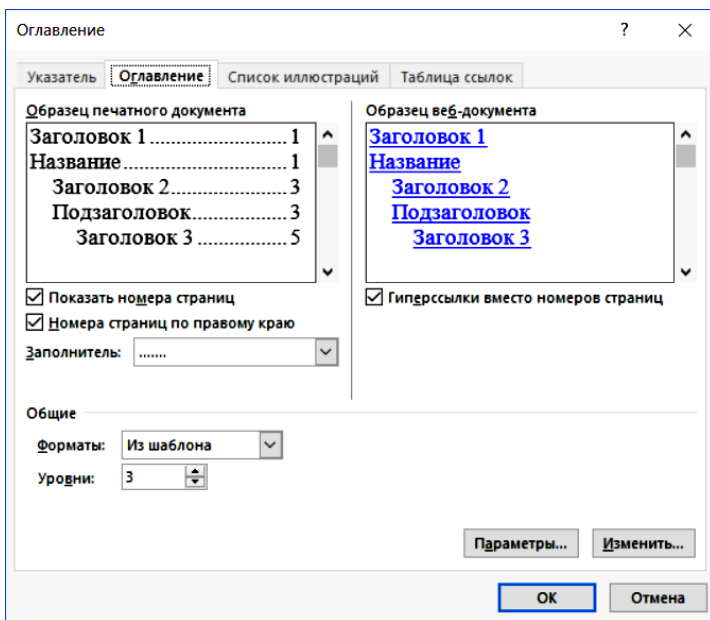 Оглавление ?
Указатель Оглавление Список иллюстраций Таблица ссылок
Образец печатного документа
Заголовок 1........................1
Название.............................1
Заголовок 2.....................3
Подзаголовок.................3
Заголовок 3 ................5
Показать номера страниц
Номера страниц по правому краю
Заполнитель: .......
Образец веб-документа
Заголовок 1
Название
Заголовок 2
Подзаголовок
Заголовок 3
Гиперссылки вместо номеров страниц
Общие
Форматы: Из шаблона
Уровни: 3
Параметры... Изменить...
ОК Отмена